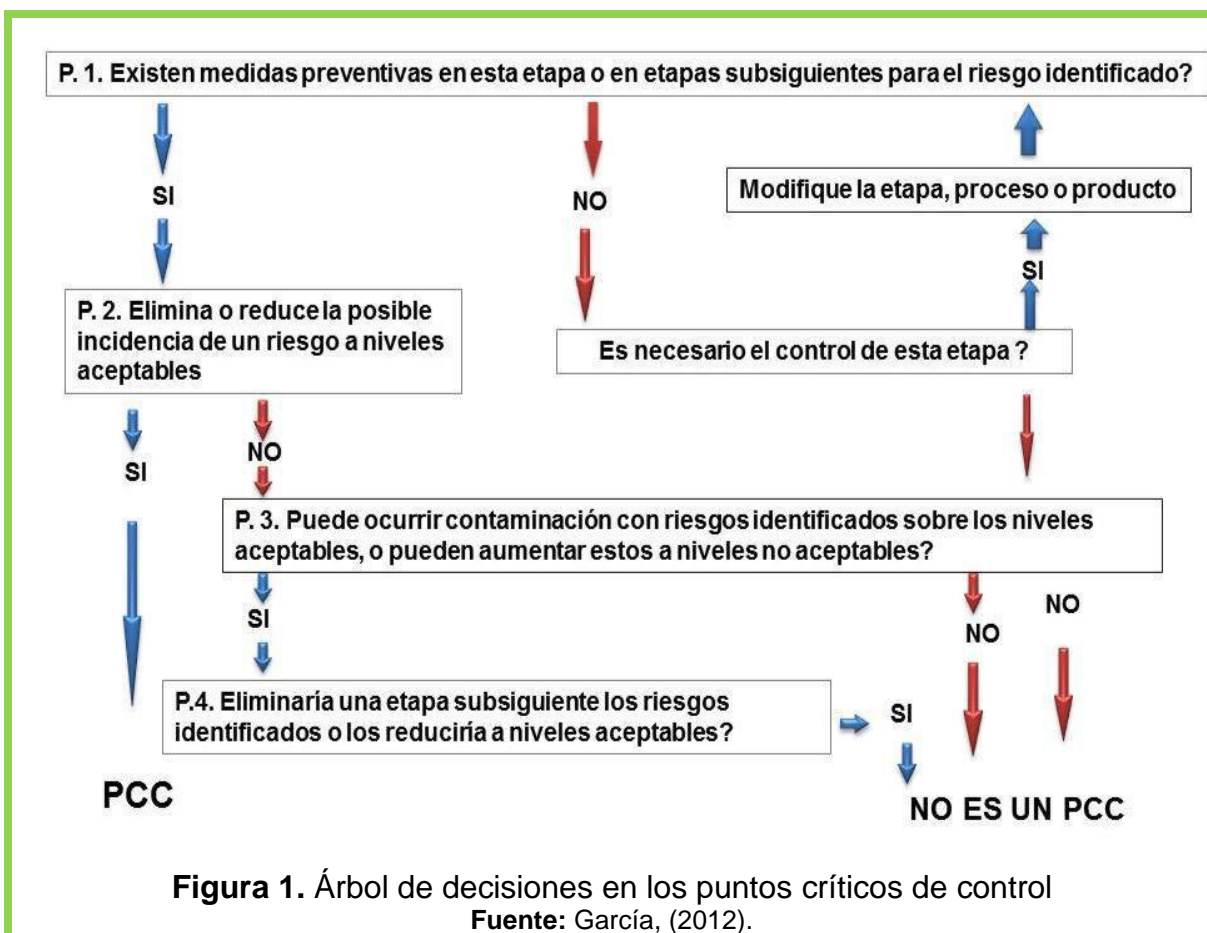 P. 1. Existen medidas preventivas en esta etapa o en etapas subsiguientes para el riesgo identificado?
SI
NO
Modifique la etapa, proceso o producto
SI
P. 2. Elimina o reduce la posible
incidencia de un riesgo a niveles
aceptables
Es necesario el control de esta etapa ?
SI
NO
P. 3. Puede ocurrir contaminación con riesgos identificados sobre los niveles
aceptables, o pueden aumentar estos a niveles no aceptables?
SI
NO
NO
P.4. Eliminaría una etapa subsiguiente los riesgos
identificados o los reduciría a niveles aceptables?
SI
PCC
NO ES UN PCC
Figura 1. Árbol de decisiones en los puntos críticos de control
Fuente: García, (2012).